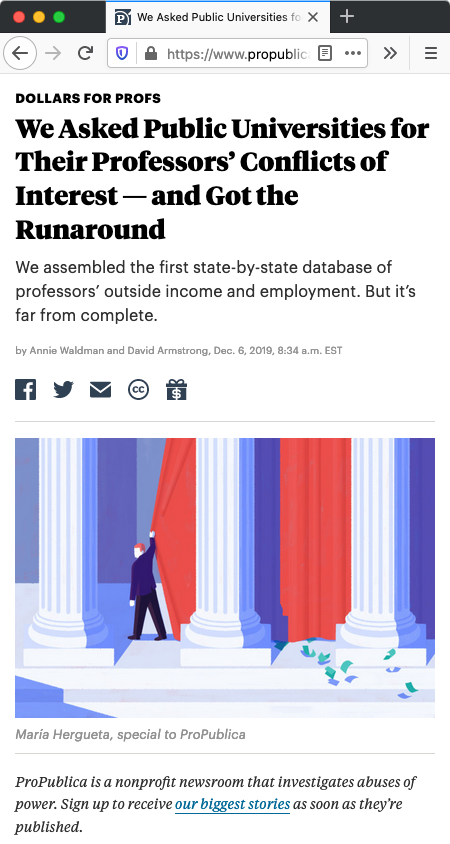 We Asked Public Universities fo
https://www.propublic
DOLLARS FOR PROFS
We Asked Public Universities for
Their Professors’ Conflicts of
Interest — and Got the
Runaround
We assembled the first state-by-state database of
professors’ outside income and employment. But it’s
far from complete.
by Annie Waldman and David Armstrong, Dec. 6, 2019, 8:34 a.m. EST
María Hergueta, special to ProPublica
ProPublica is a nonprofit newsroom that investigates abuses of
power. Sign up to receive our biggest stories as soon as they’re
published.